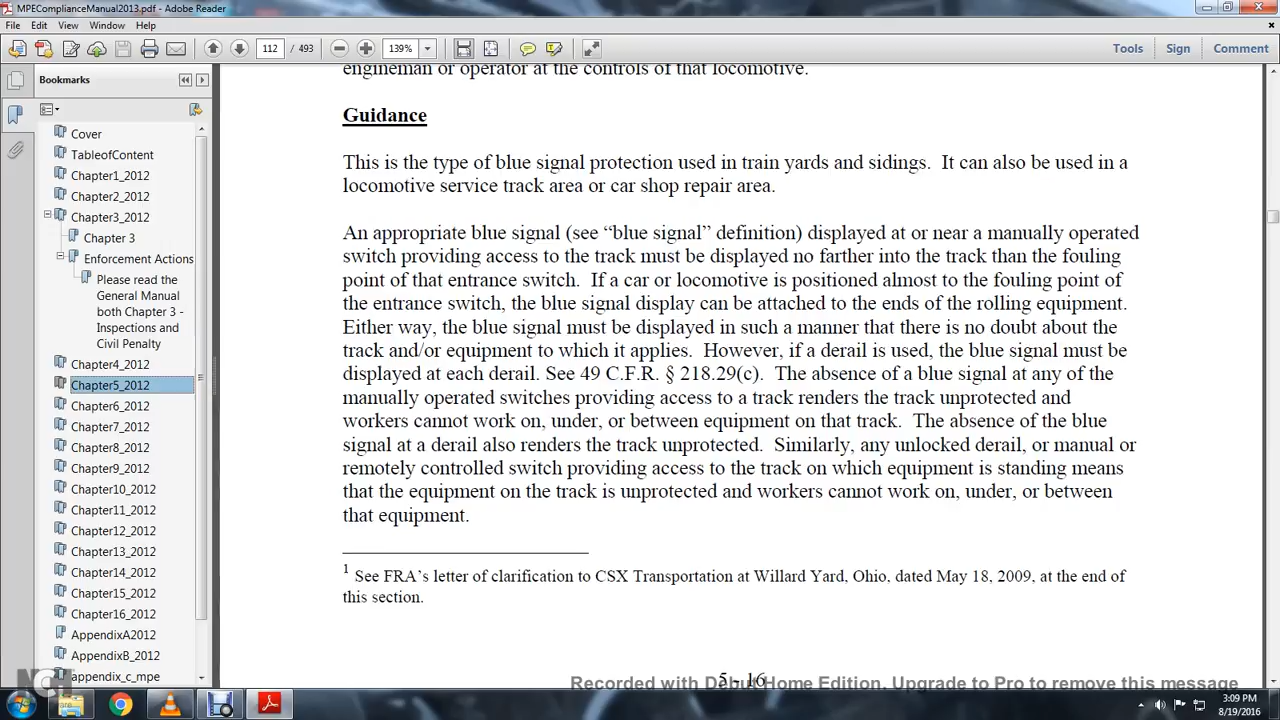 MPEComplianceManual2013.pdf - Adobe Reader
File Edit View Window Help
112 / 493 139% Tools Sign Comment
Bookmarks
Cover
TableofContent
Chapter1_2012
Chapter2_2012
Chapter3_2012
Chapter 3
Enforcement Actions
Please read the
General Manual
both Chapter 3 -
Inspections and
Civil Penalty
Chapter4_2012
Chapter5_2012
Chapter6_2012
Chapter7_2012
Chapter8_2012
Chapter9_2012
Chapter10_2012
Chapter11_2012
Chapter12_2012
Chapter13_2012
Chapter14_2012
Chapter15_2012
Chapter16_2012
AppendixA2012
AppendixB_2012
appendix_c_mpe
engineman or operator at the controls of that locomotive.
Guidance
This is the type of blue signal protection used in train yards and sidings. It can also be used in a
locomotive service track area or car shop repair area.
An appropriate blue signal (see “blue signal” definition) displayed at or near a manually operated
switch providing access to the track must be displayed no farther into the track than the fouling
point of that entrance switch. If a car or locomotive is positioned almost to the fouling point of
the entrance switch, the blue signal display can be attached to the ends of the rolling equipment.
Either way, the blue signal must be displayed in such a manner that there is no doubt about the
track and/or equipment to which it applies. However, if a derail is used, the blue signal must be
displayed at each derail. See 49 C.F.R. § 218.29(c). The absence of a blue signal at any of the
manually operated switches providing access to a track renders the track unprotected and
workers cannot work on, under, or between equipment on that track. The absence of the blue
signal at a derail also renders the track unprotected. Similarly, any unlocked derail, or manual or
remotely controlled switch providing access to the track on which equipment is standing means
that the equipment on the track is unprotected and workers cannot work on, under, or between
that equipment.
1 See FRA’s letter of clarification to CSX Transportation at Willard Yard, Ohio, dated May 18, 2009, at the end of
this section.
5 - 16
Recorded with Debut Home Edition. Upgrade to Pro to remove this message
3:09 PM
8/19/2016